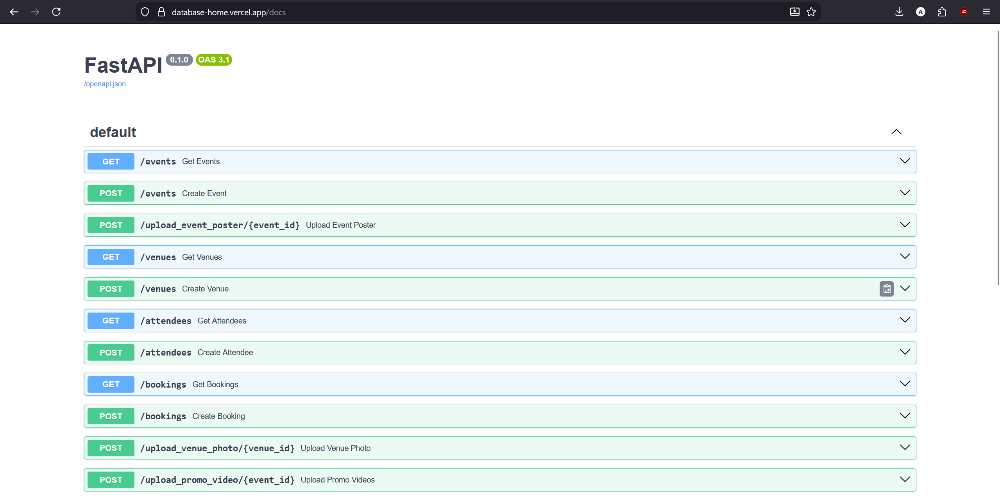 database-home.vercel.app/docs
A
FastAPI 0.1.0 OAS 3.1
/openapi.json
default
GET /events Get Events
POST /events Create Event
POST /upload_event_poster/{event_id} Upload Event Poster
GET /venues Get Venues
POST /venues Create Venue
GET /attendees Get Attendees
POST /attendees Create Attendee
GET /bookings Get Bookings
POST /bookings Create Booking
POST /upload_venue_photo/{venue_id} Upload Venue Photo
POST /upload_promo_video/{event_id} Upload Promo Videos